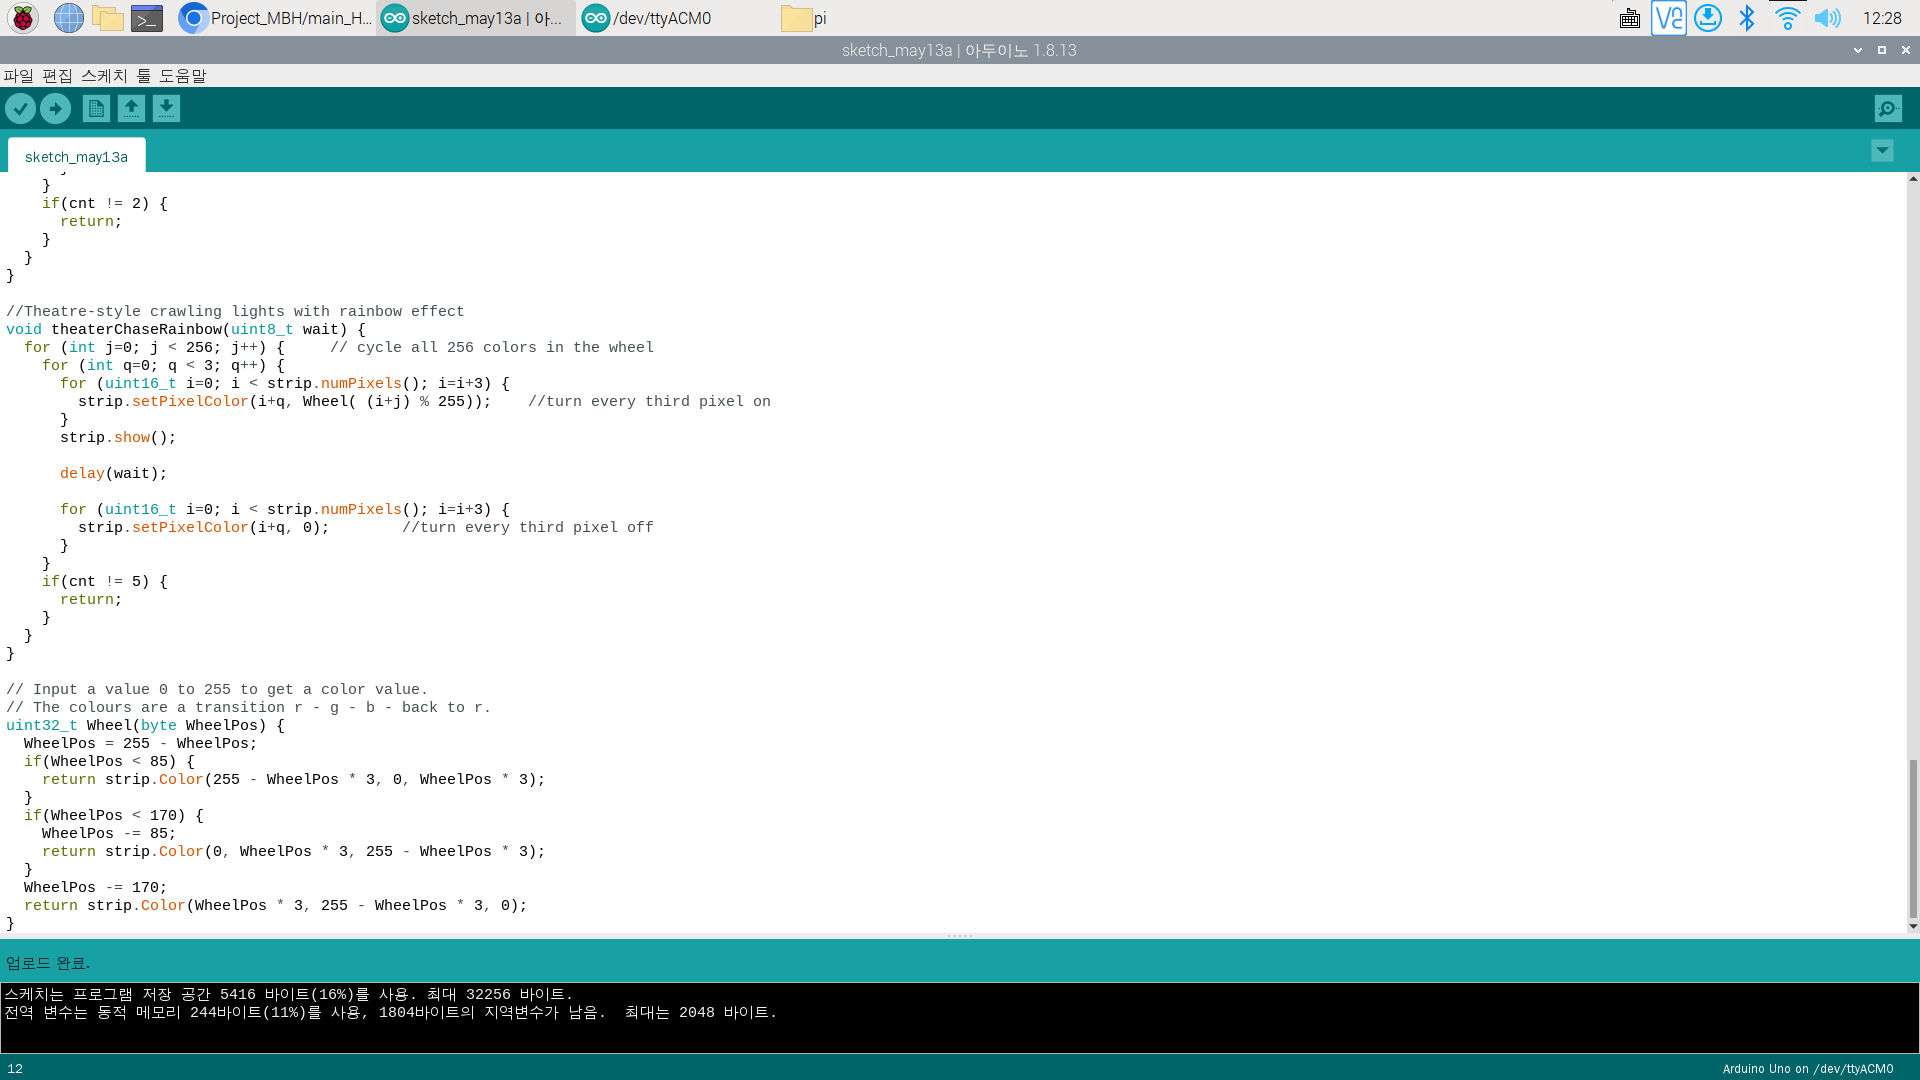 Project_MBH/main_H... sketch_may13a | 아... /dev/ttyACM0 pi 12:28
sketch_may13a | 아두이노 1.8.13
파일 편집 스케치 툴 도움말
sketch_may13a
    }
    if(cnt != 2) {
      return;
    }
  }
}
//Theatre-style crawling lights with rainbow effect
void theaterChaseRainbow(uint8_t wait) {
  for (int j=0; j < 256; j++) {     // cycle all 256 colors in the wheel
    for (int q=0; q < 3; q++) {
      for (uint16_t i=0; i < strip.numPixels(); i=i+3) {
        strip.setPixelColor(i+q, Wheel( (i+j) % 255));    //turn every third pixel on
      }
      strip.show();
      delay(wait);
      for (uint16_t i=0; i < strip.numPixels(); i=i+3) {
        strip.setPixelColor(i+q, 0);        //turn every third pixel off
      }
    }
    if(cnt != 5) {
      return;
    }
  }
}
// Input a value 0 to 255 to get a color value.
// The colours are a transition r - g - b - back to r.
uint32_t Wheel(byte WheelPos) {
  WheelPos = 255 - WheelPos;
  if(WheelPos < 85) {
    return strip.Color(255 - WheelPos * 3, 0, WheelPos * 3);
  }
  if(WheelPos < 170) {
    WheelPos -= 85;
    return strip.Color(0, WheelPos * 3, 255 - WheelPos * 3);
  }
  WheelPos -= 170;
  return strip.Color(WheelPos * 3, 255 - WheelPos * 3, 0);
}
업로드 완료.
스케치는 프로그램 저장 공간 5416 바이트(16%)를 사용. 최대 32256 바이트.
전역 변수는 동적 메모리 244바이트(11%)를 사용, 1804바이트의 지역변수가 남음.  최대는 2048 바이트.
12 Arduino Uno on /dev/ttyACM0